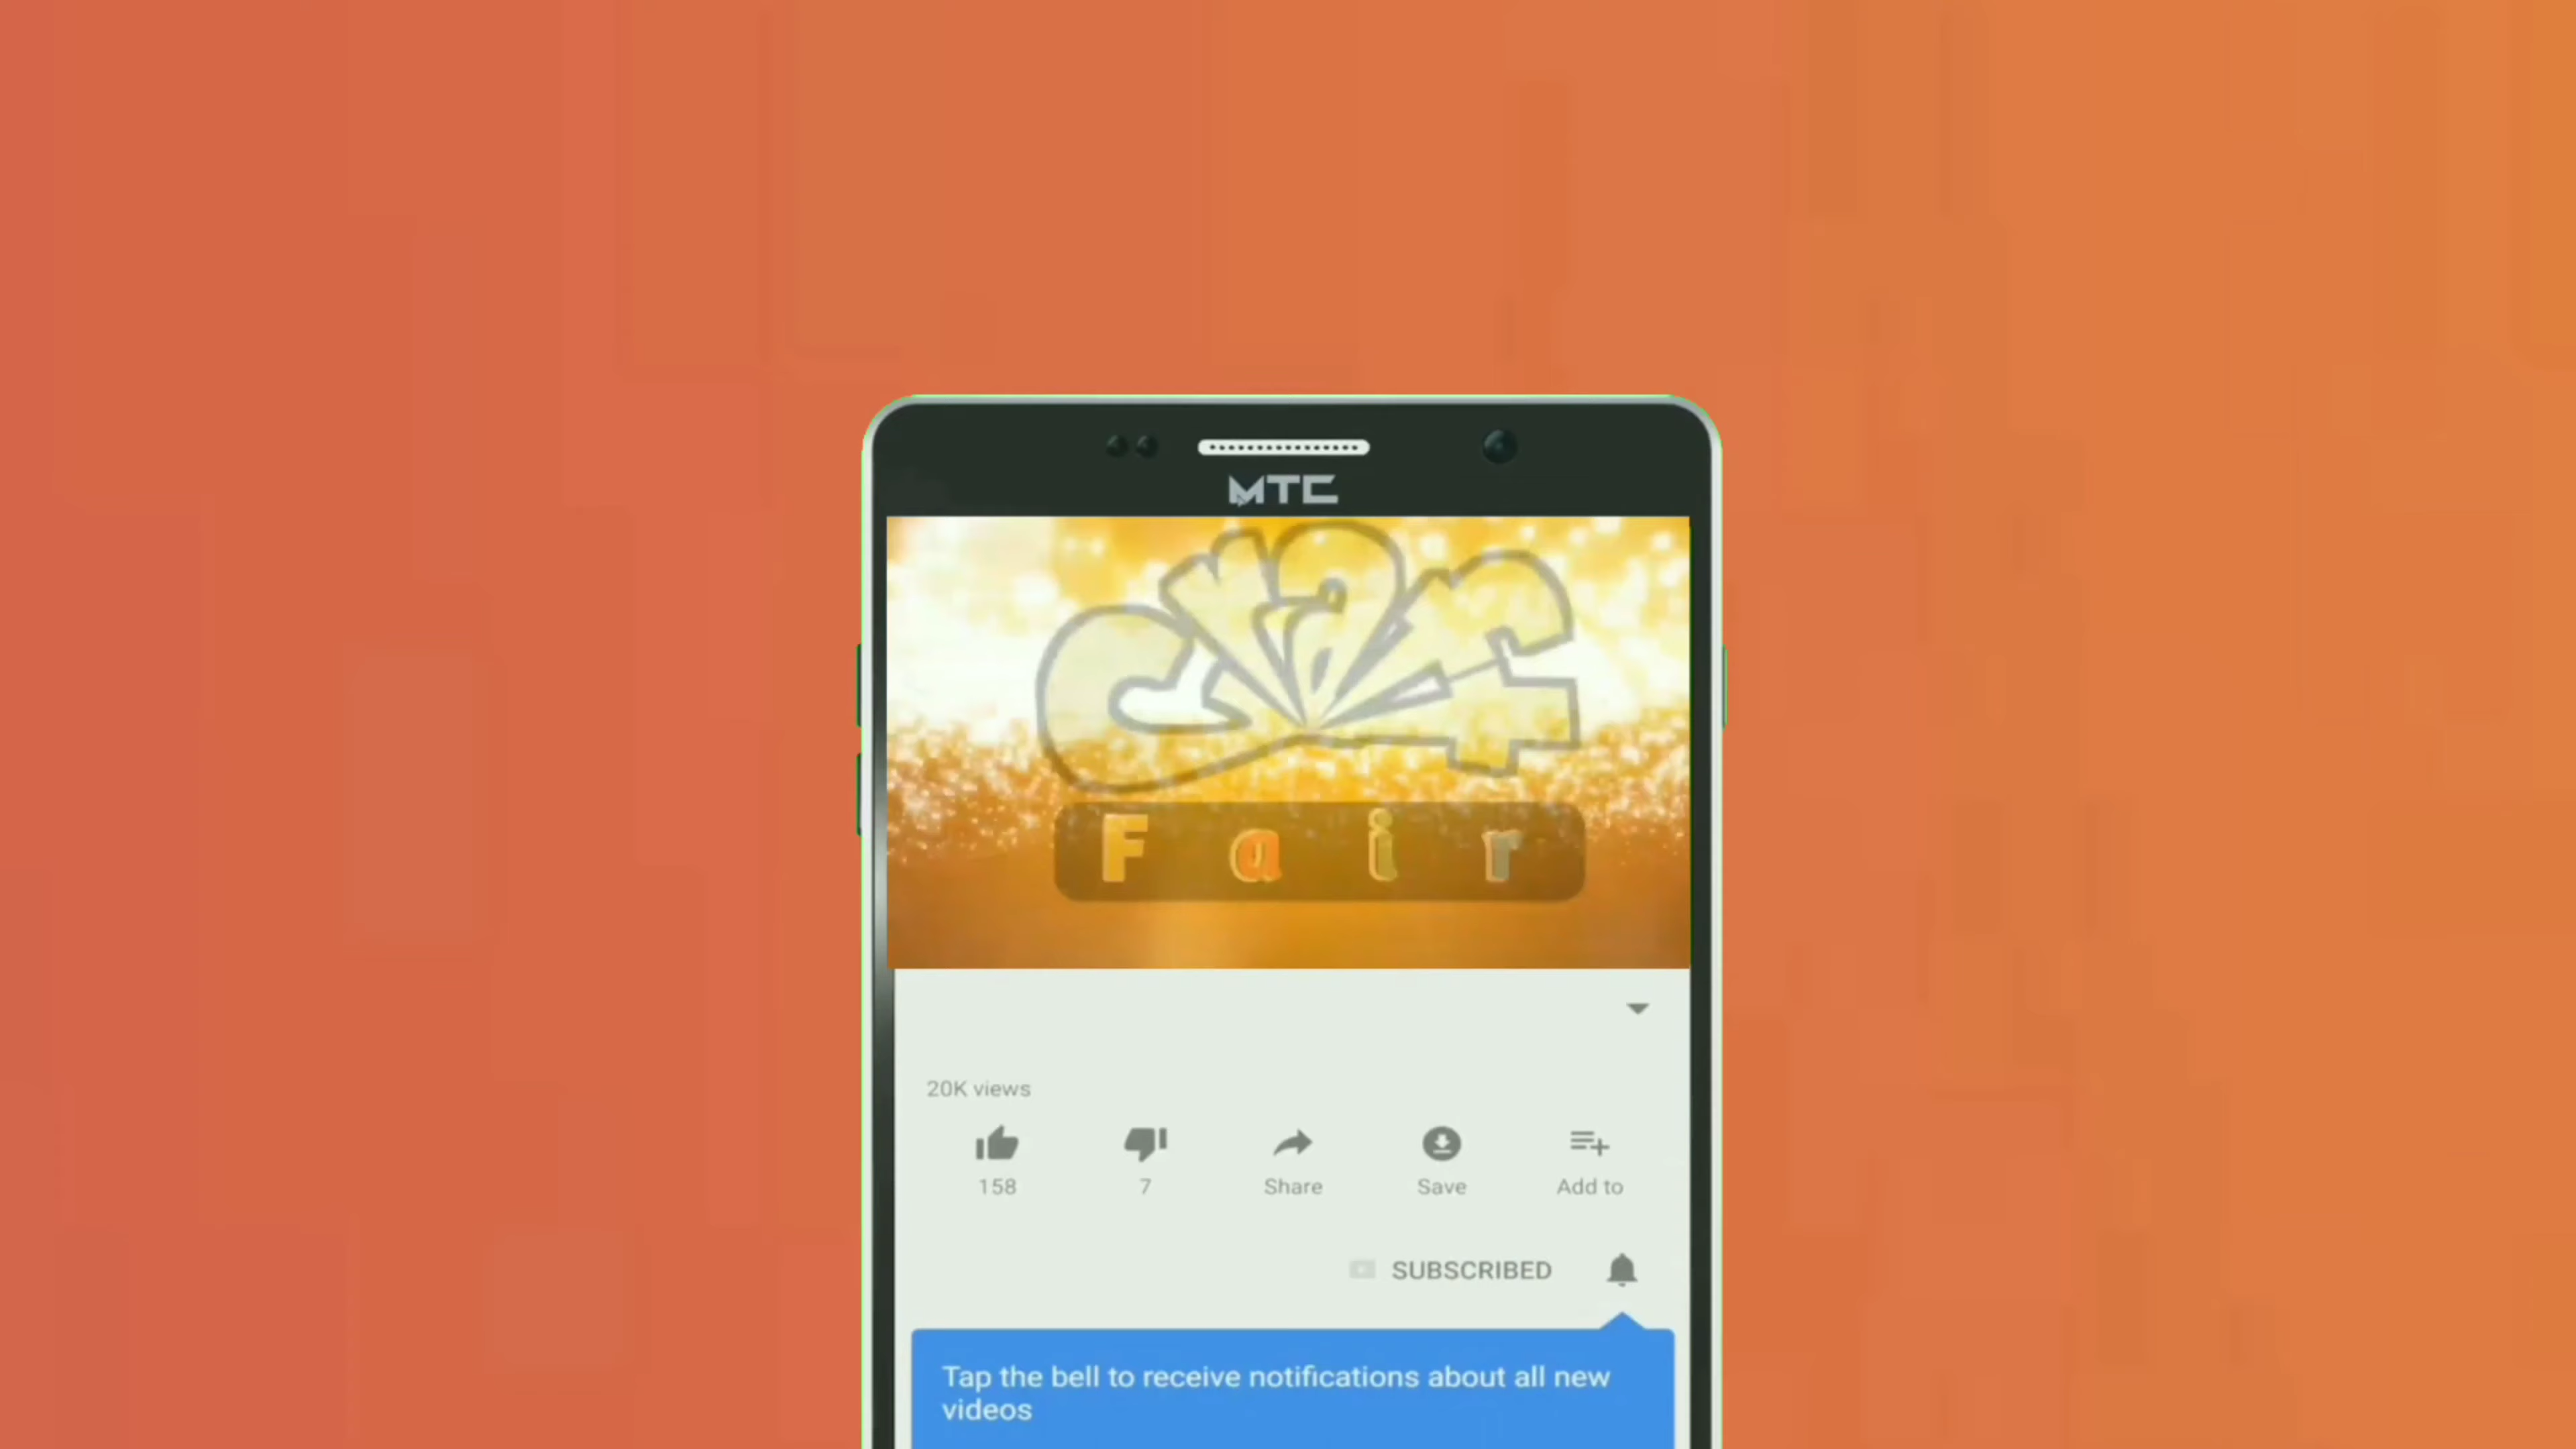 MTC
Craft
Fair
20K views
158
7
Share
Save
Add to
SUBSCRIBED
Tap the bell to receive notifications about all new
videos